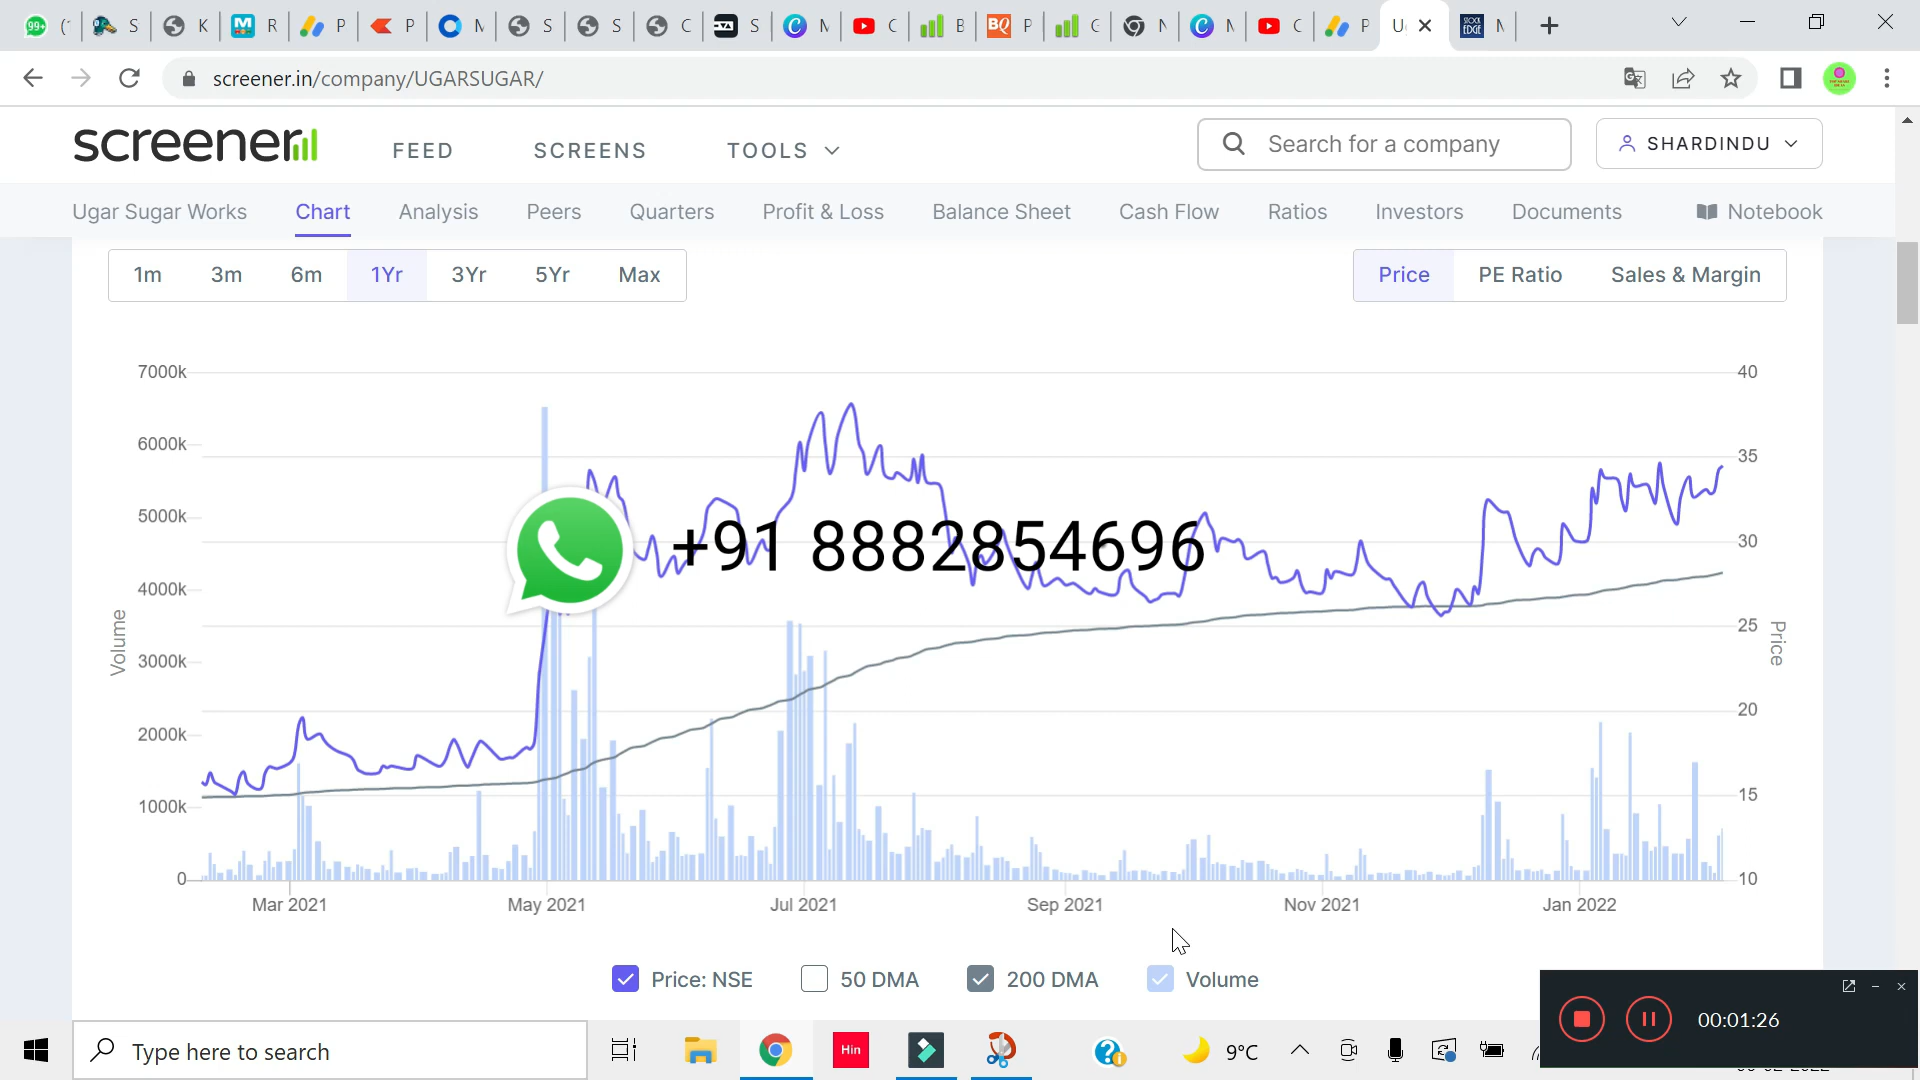 99+
screener.in/company/UGARSUGAR/
screener
FEED
SCREENS
TOOLS
Search for a company
SHARDINDU
Ugar Sugar Works
Chart
Analysis
Peers
Quarters
Profit & Loss
Balance Sheet
Cash Flow
Ratios
Investors
Documents
Notebook
1m
3m
6m
1Yr
3Yr
5Yr
Max
Price
PE Ratio
Sales & Margin
7000k
6000k
5000k
4000k
3000k
2000k
1000k
0
Volume
40
35
30
25
20
15
10
Price
+91 8882854696
Mar 2021
May 2021
Jul 2021
Sep 2021
Nov 2021
Jan 2022
Price: NSE
50 DMA
200 DMA
Volume
00:01:26
Type here to search
Hin
9°C